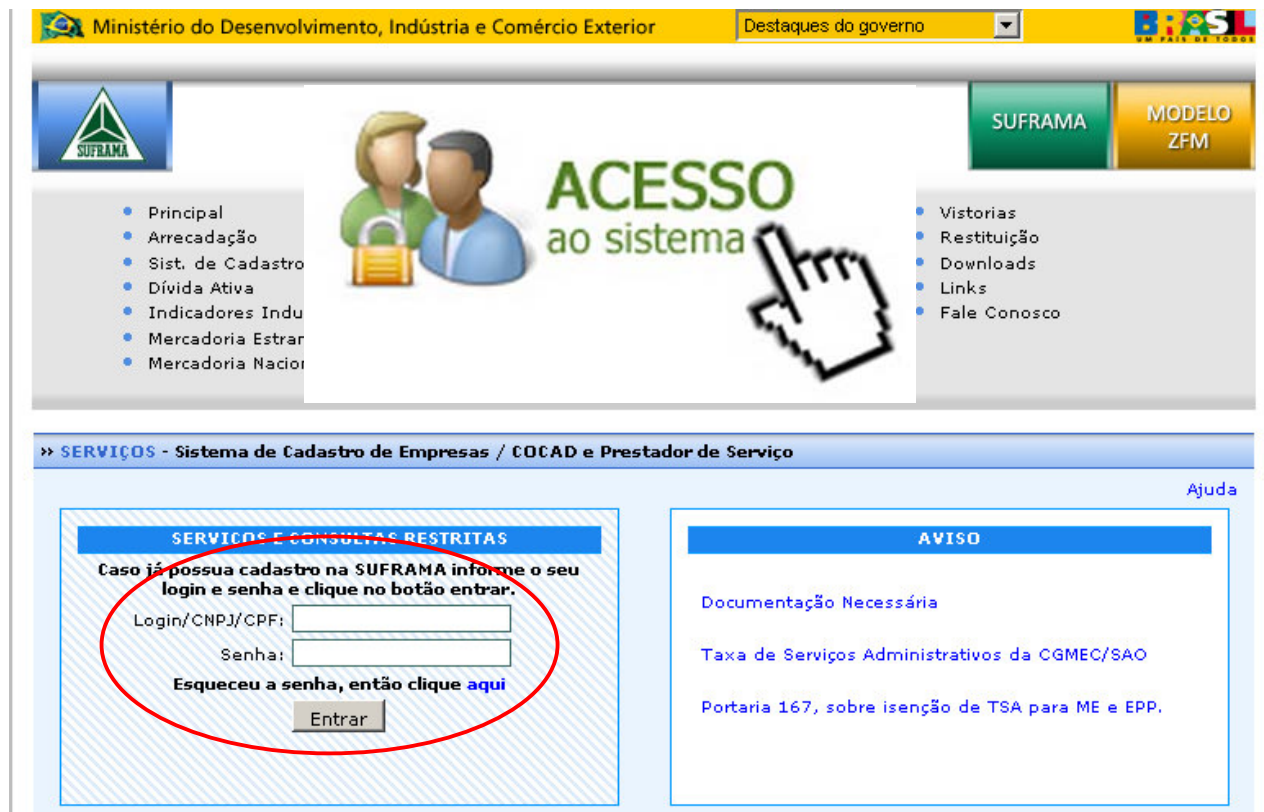 Ministério do Desenvolvimento, Indústria e Comércio Exterior
Destaques do governo
BRASIL
UM PAÍS DE TODOS
SUFRAMA
SUFRAMA
MODELO
ZFM
ACESSO
ao sistema
Principal
Arrecadação
Sist. de Cadastro
Dívida Ativa
Indicadores Indu
Mercadoria Estran
Mercadoria Nacion
Vistorias
Restituição
Downloads
Links
Fale Conosco
» SERVIÇOS - Sistema de Cadastro de Empresas / COCAD e Prestador de Serviço
Ajuda
SERVIÇOS E CONSULTAS RESTRITAS
Caso já possua cadastro na SUFRAMA informe o seu
login e senha e clique no botão entrar.
Login/CNPJ/CPF:
Senha:
Esqueceu a senha, então clique aqui
Entrar
AVISO
Documentação Necessária
Taxa de Serviços Administrativos da CGMEC/SAO
Portaria 167, sobre isenção de TSA para ME e EPP.